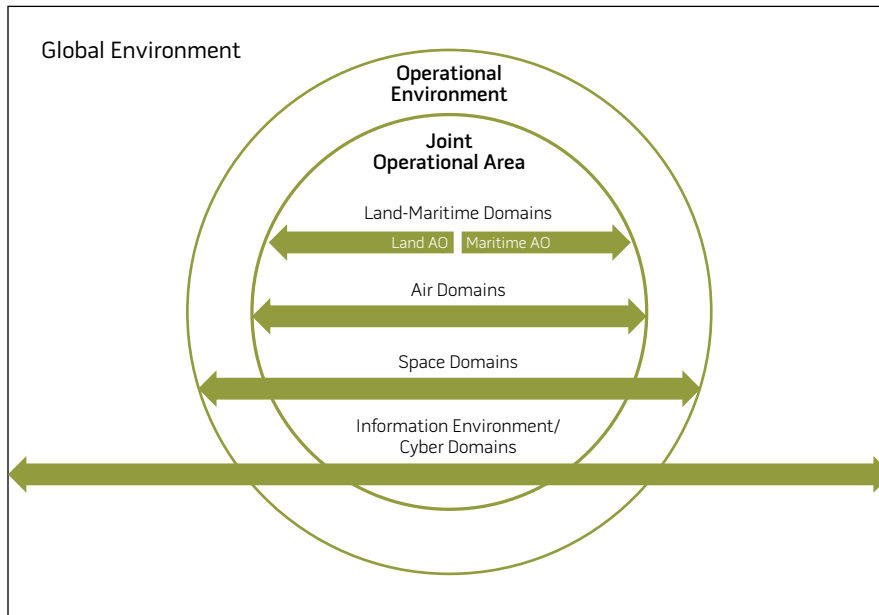 Global Environment
Operational
Environment
Joint
Operational Area
Land-Maritime Domains
Land AO
Maritime AO
Air Domains
Space Domains
Information Environment/
Cyber Domains